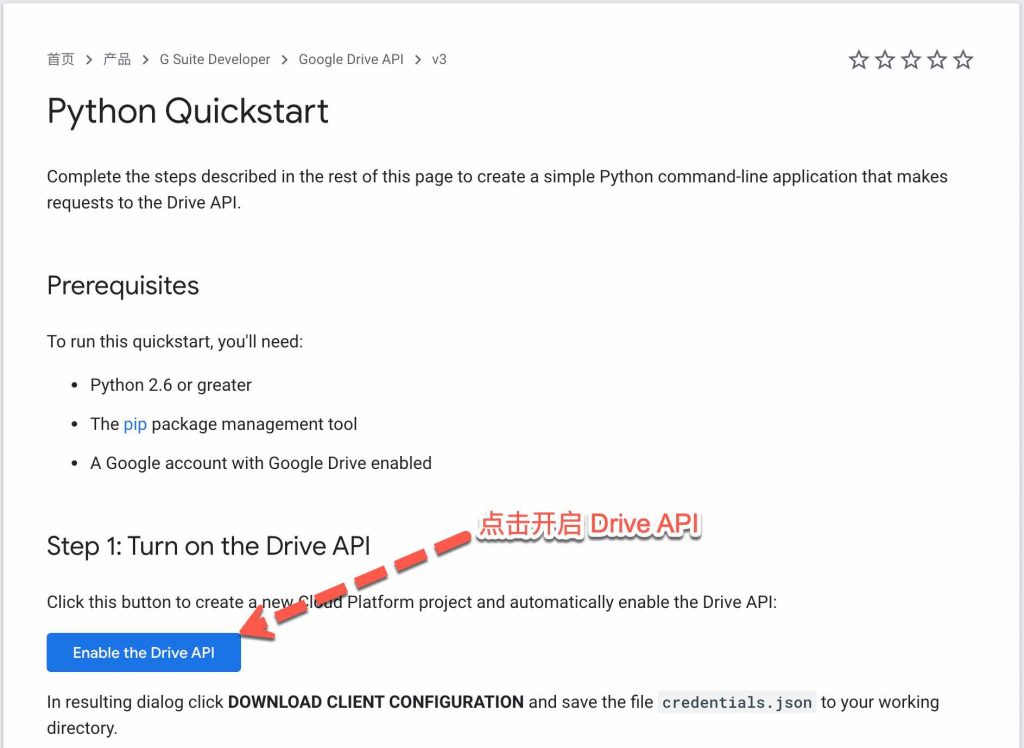 首页 > 产品 > G Suite Developer > Google Drive API > v3
Python Quickstart
Complete the steps described in the rest of this page to create a simple Python command-line application that makes
requests to the Drive API.
Prerequisites
To run this quickstart, you'll need:
• Python 2.6 or greater
• The pip package management tool
• A Google account with Google Drive enabled
点击开启 Drive API
Step 1: Turn on the Drive API
Click this button to create a new Cloud Platform project and automatically enable the Drive API:
Enable the Drive API
In resulting dialog click DOWNLOAD CLIENT CONFIGURATION and save the file credentials.json to your working
directory.